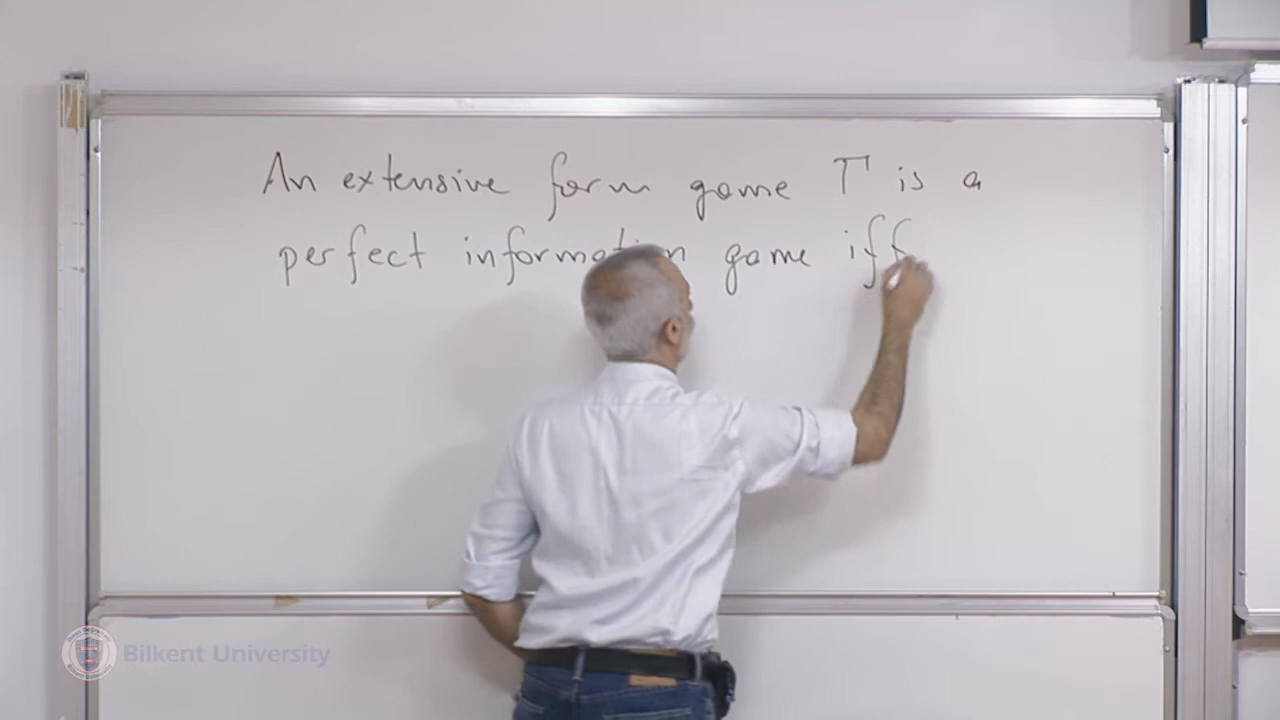 An extensive form game Γ is a
perfect information game iff
Bilkent University